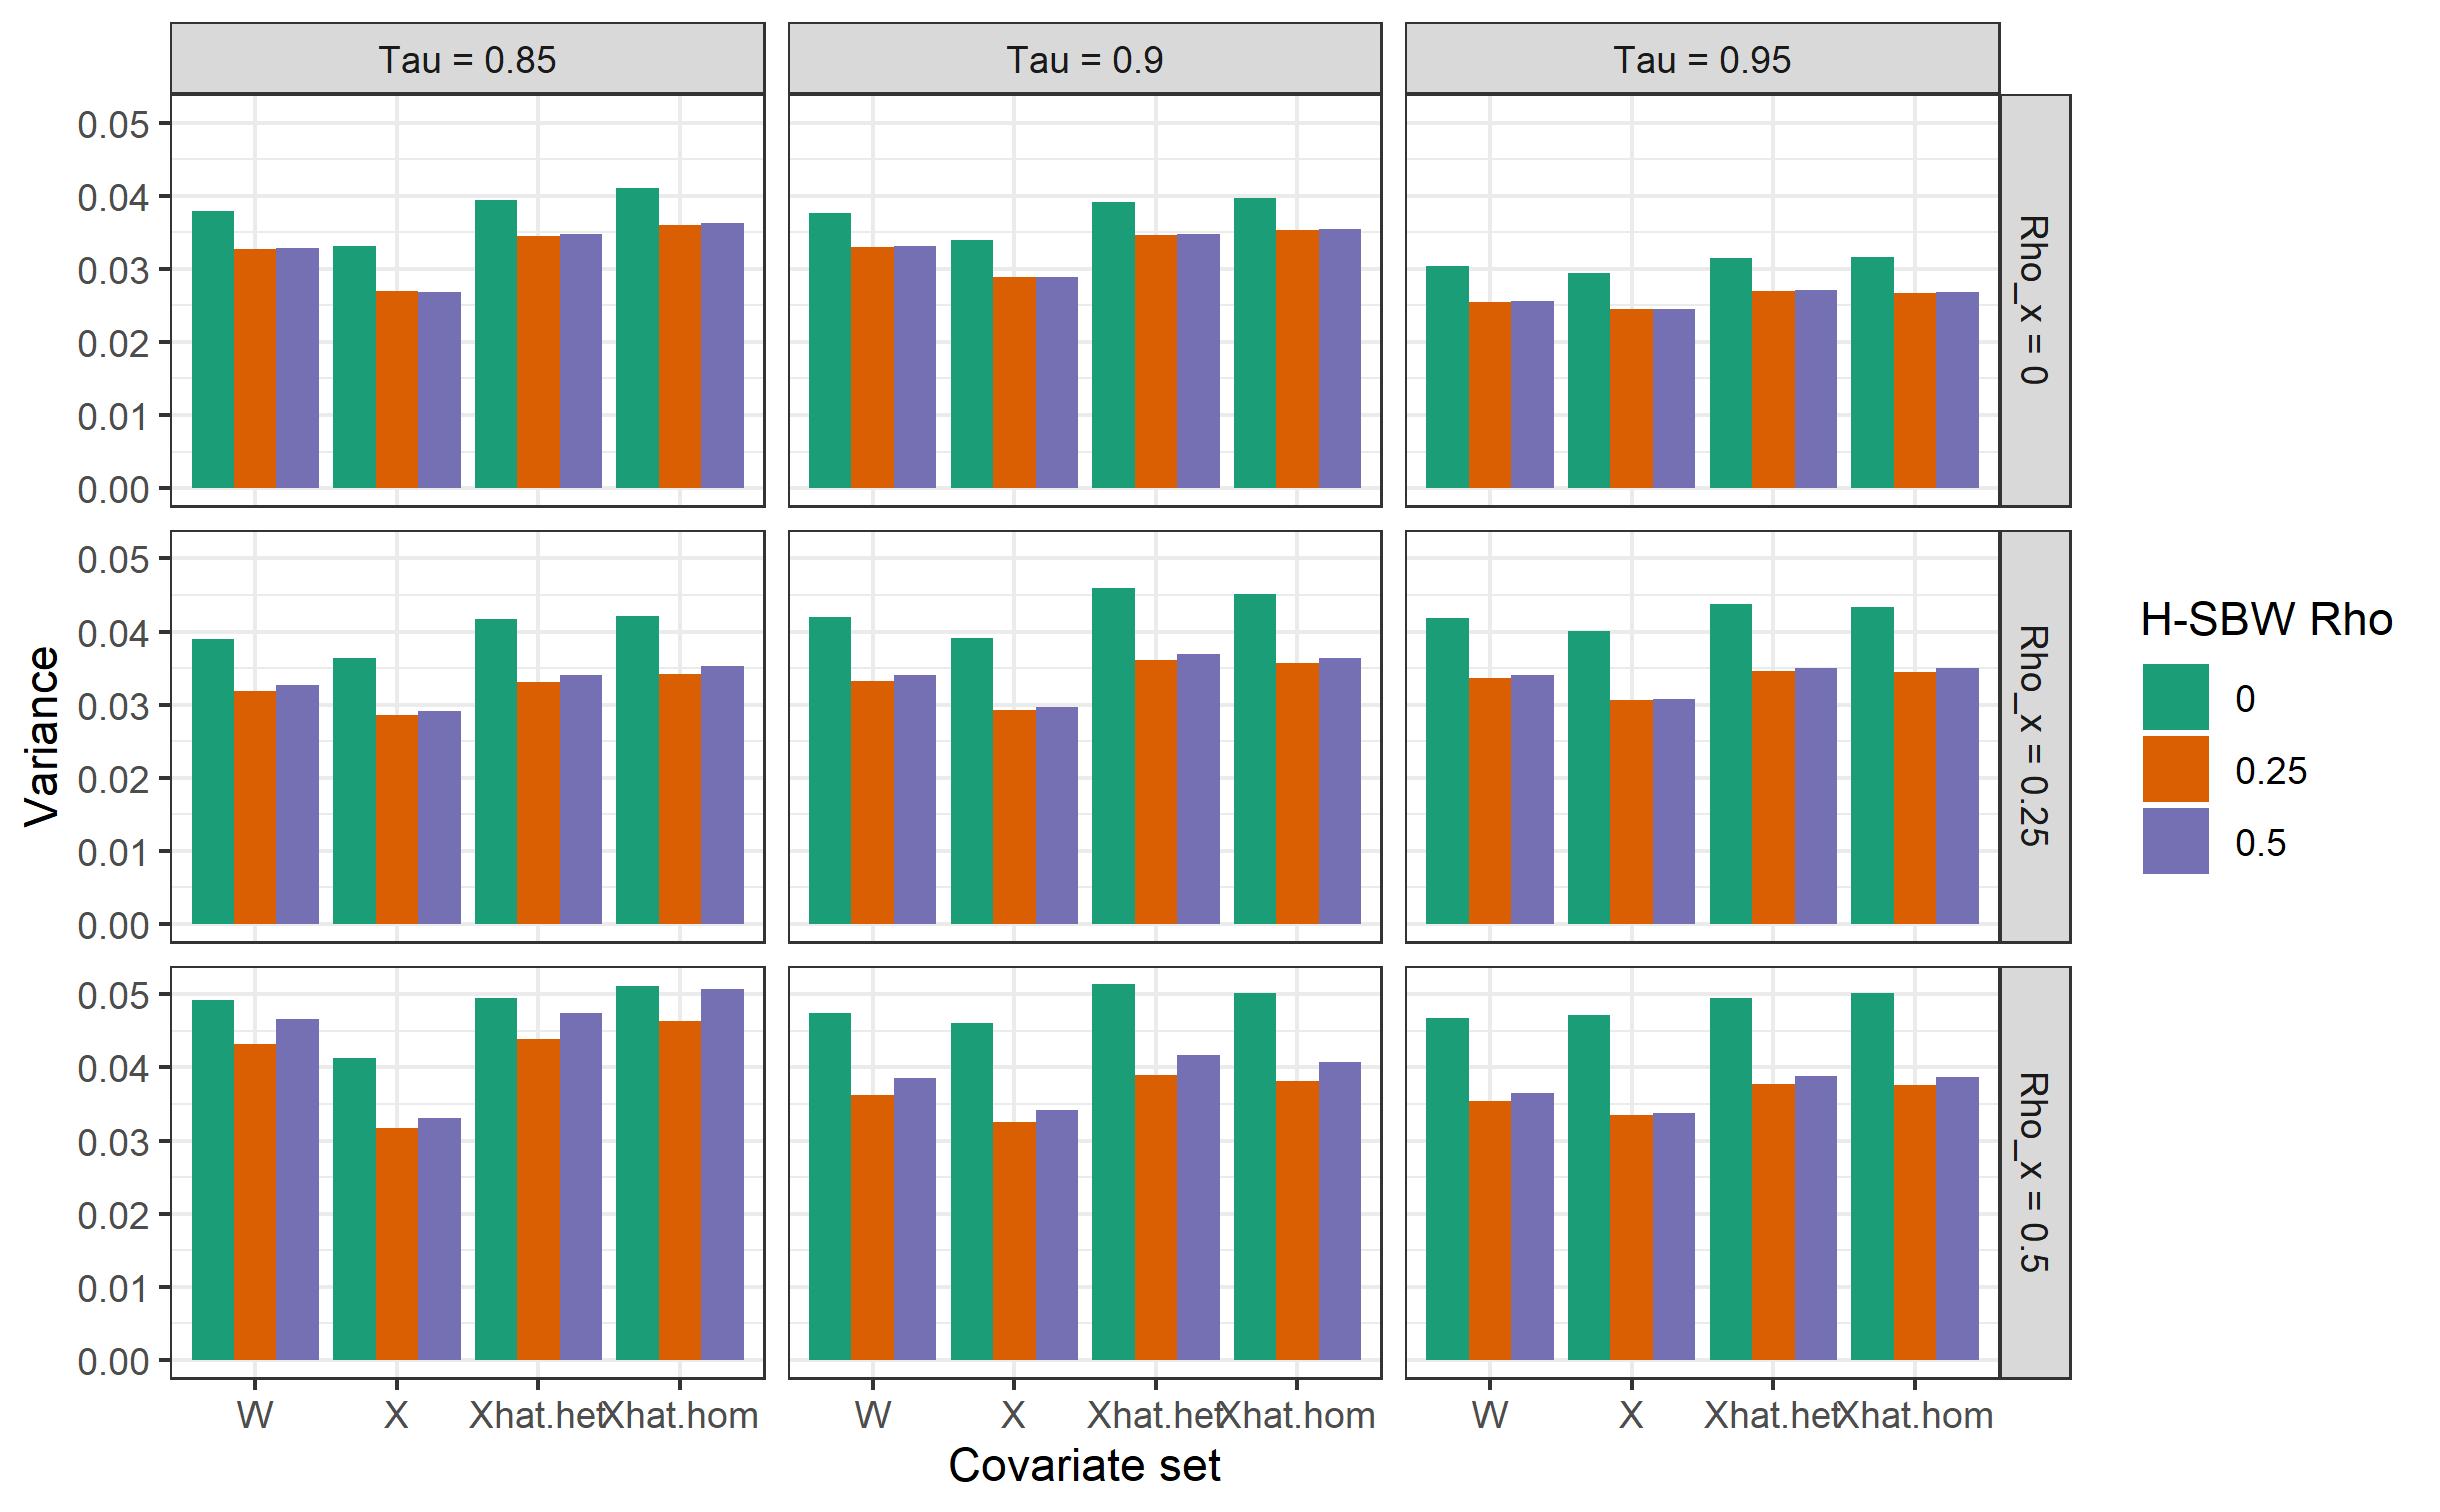 Tau = 0.85
Tau = 0.9
Tau = 0.95
0.05
0.04
0.03
0.02
0.01
0.00
Rho_x = 0
0.05
0.04
0.03
0.02
0.01
0.00
Rho_x = 0.25
0.05
0.04
0.03
0.02
0.01
0.00
Rho_x = 0.5
Variance
W X Xhat.het Xhat.hom
W X Xhat.het Xhat.hom
W X Xhat.het Xhat.hom
Covariate set
H-SBW Rho
0
0.25
0.5